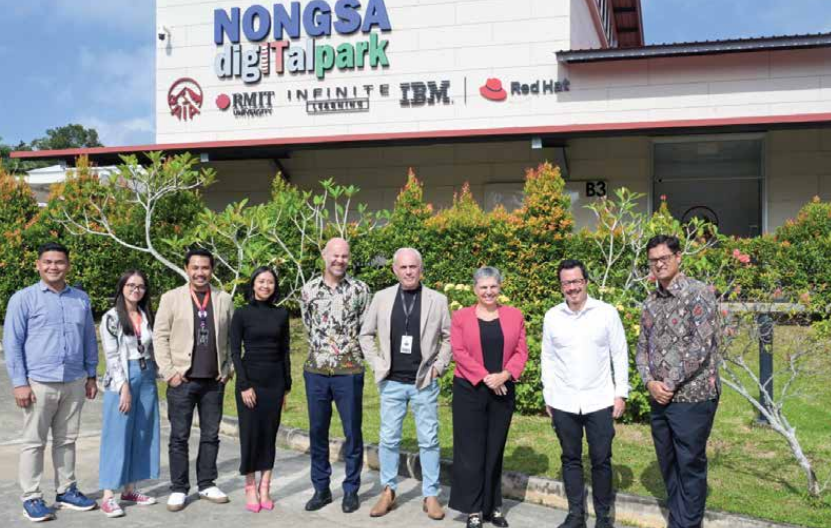 NONGSA
digiTalpark
RMIT
UNIVERSITY
INFINITE
LEARNING
IBM
Red Hat
B3